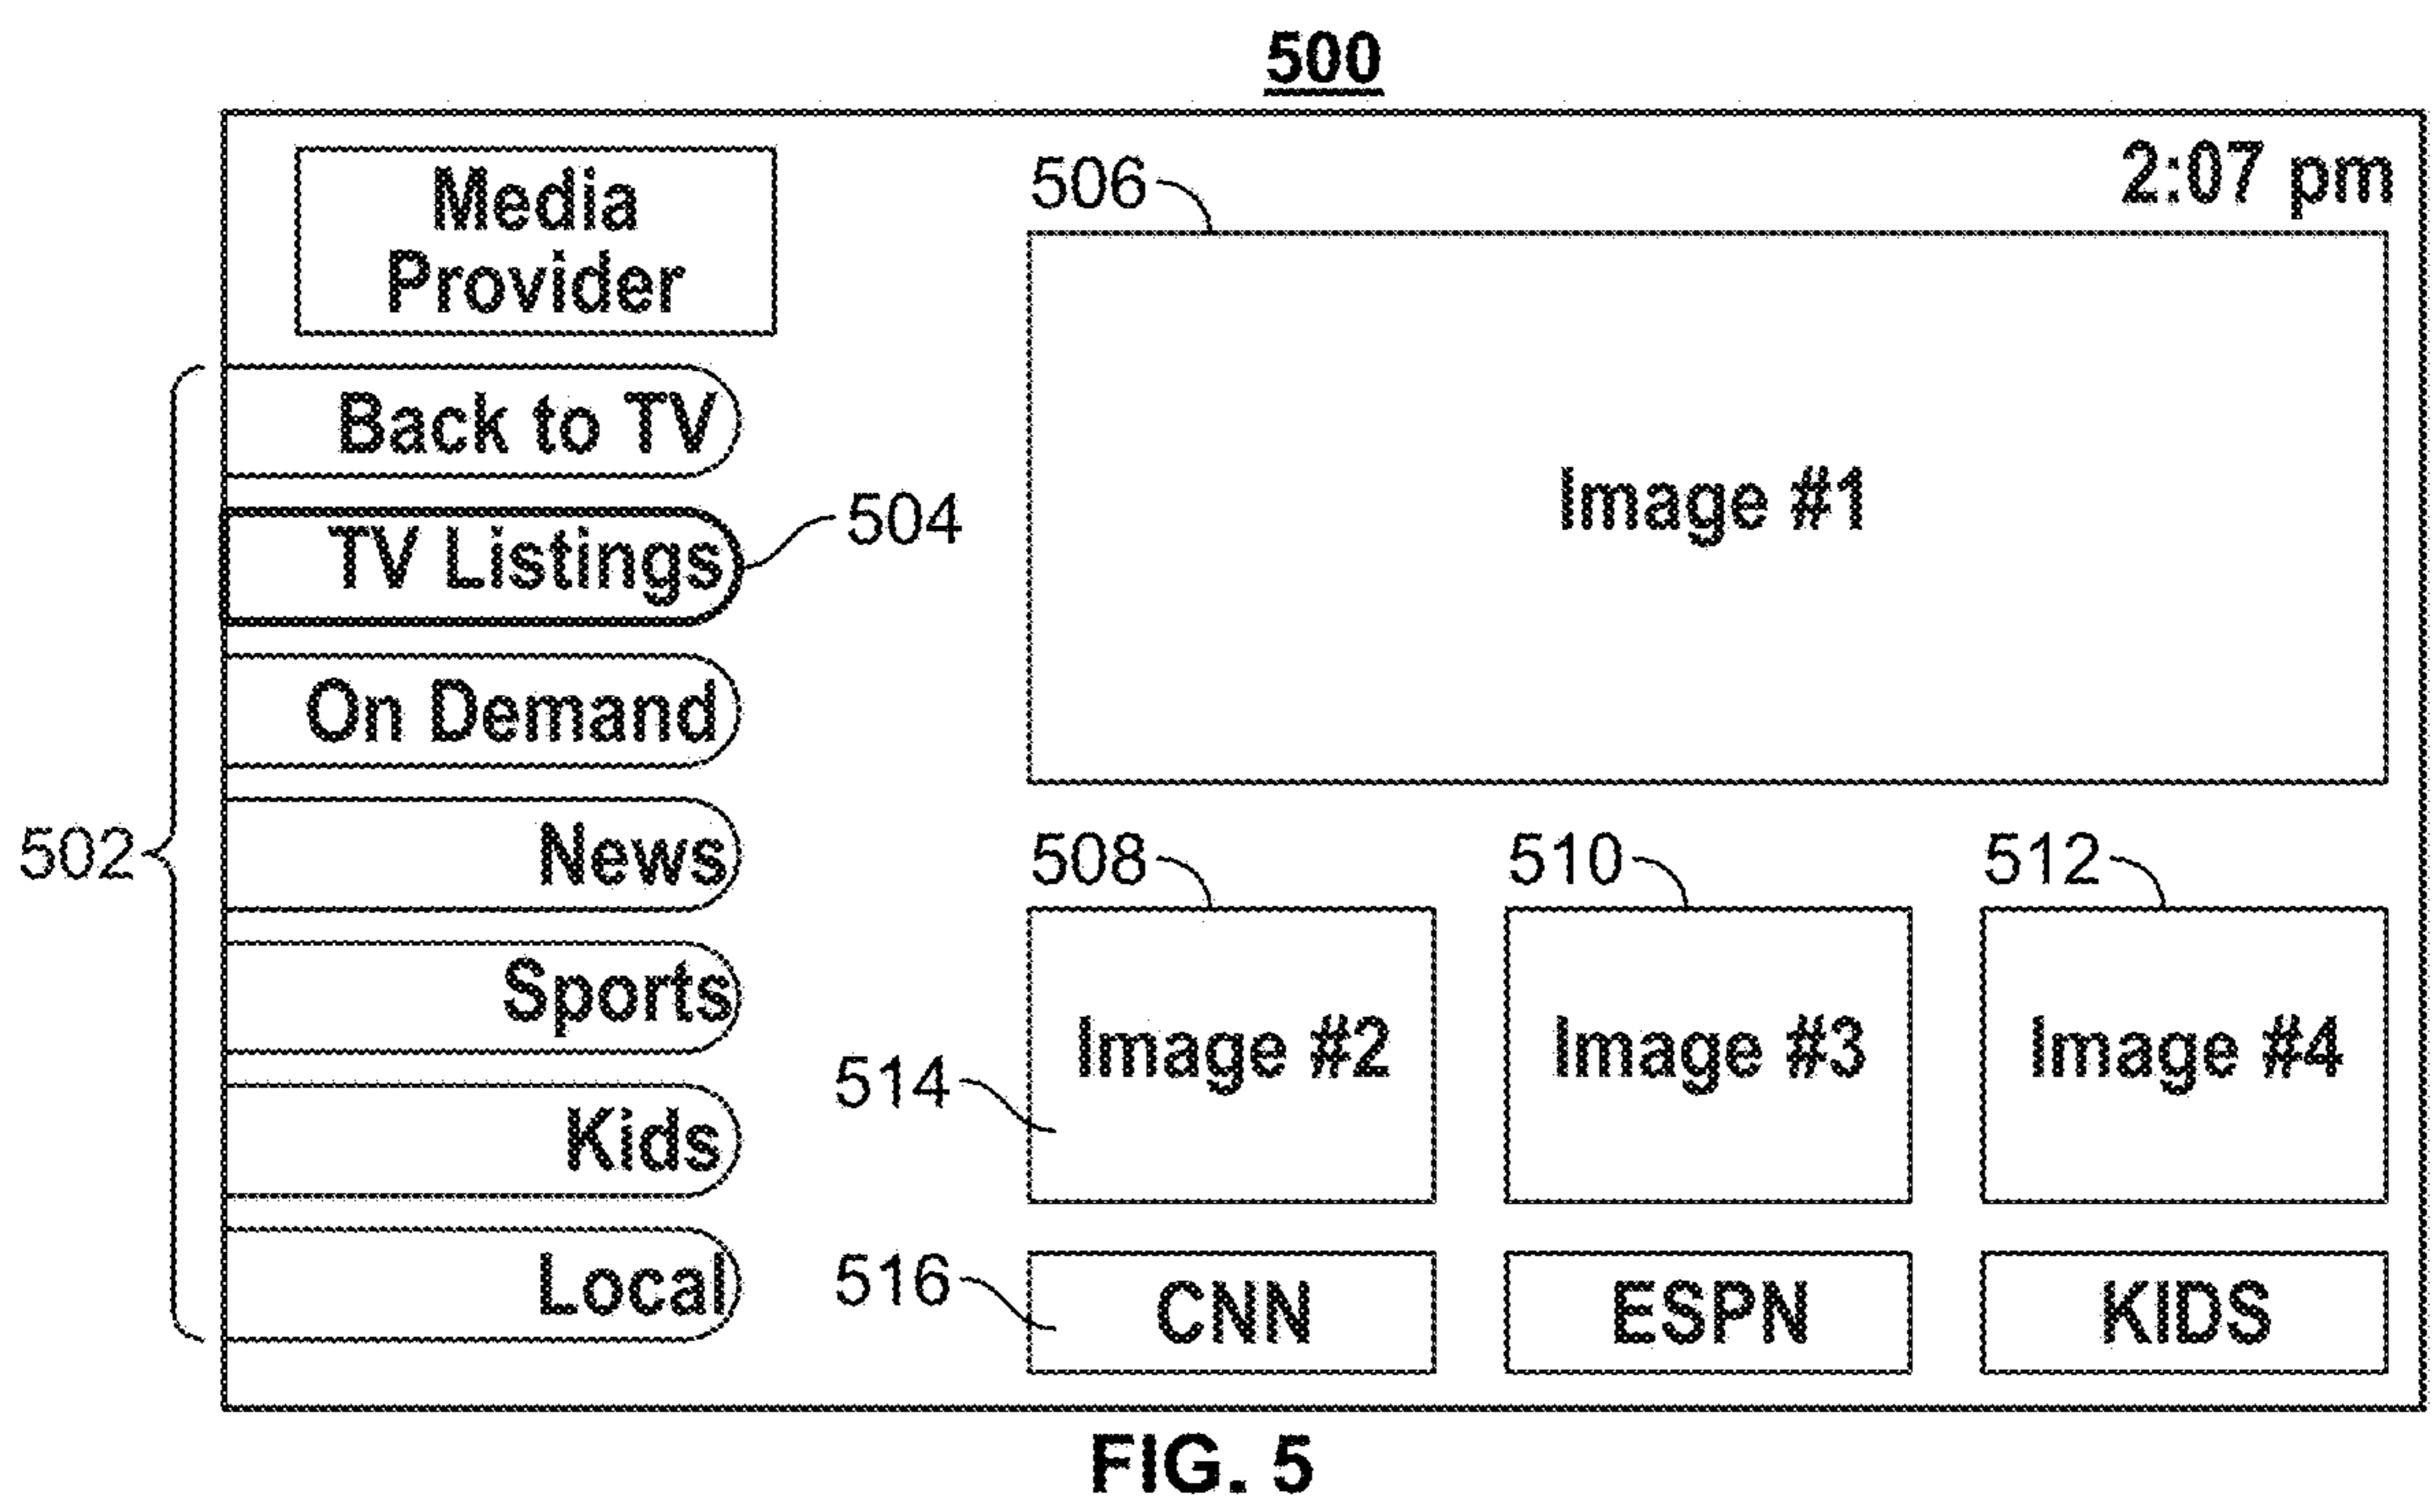 500
2:07 pm
Media
Provider
506
Back to TV
Image #1
504
TV Listings
On Demand
502
News
508
510
512
Sports
Image #2
Image #3
Image #4
514
Kids
Local
516
CNN
ESPN
KIDS
FIG. 5